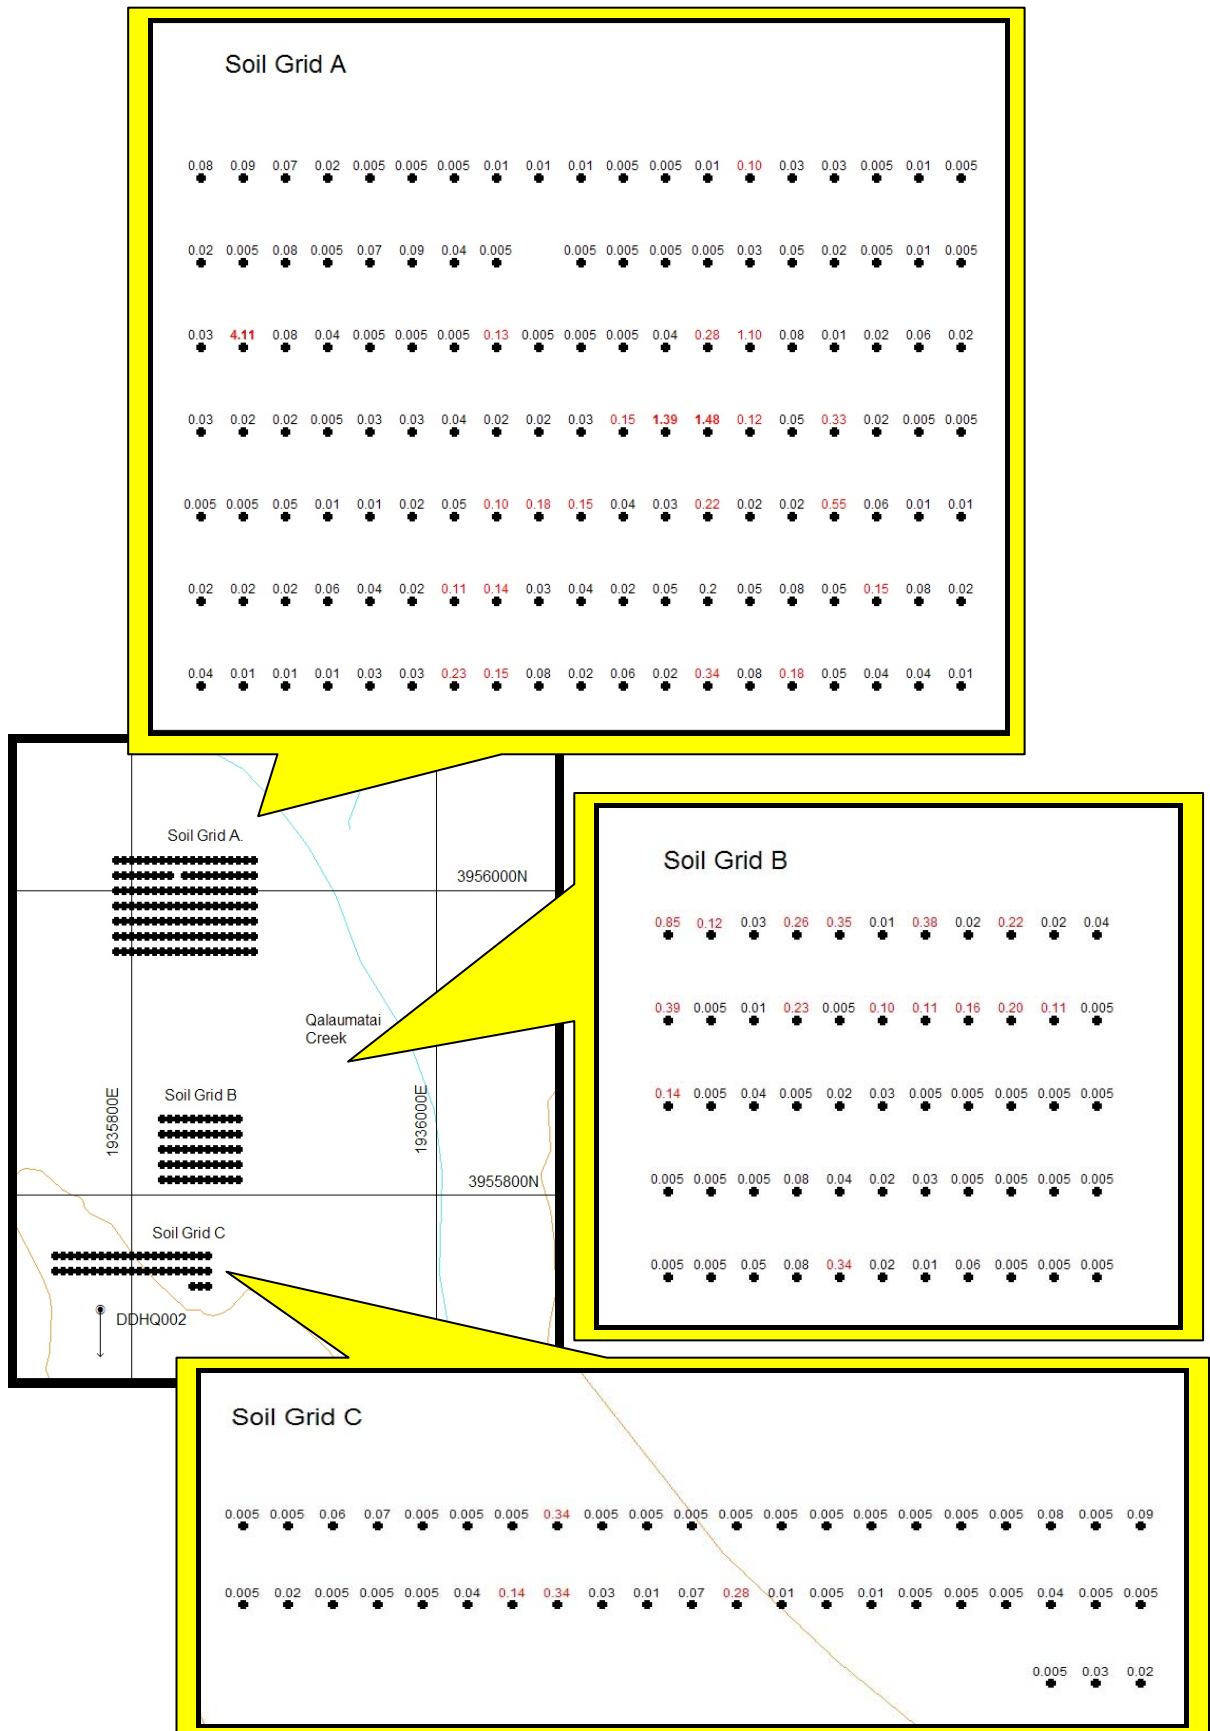 Soil Grid A
0.08 0.09 0.07 0.02 0.005 0.005 0.005 0.01 0.01 0.01 0.005 0.005 0.01 0.10 0.03 0.03 0.005 0.01 0.005
0.02 0.005 0.08 0.005 0.07 0.09 0.04 0.005 0.005 0.005 0.005 0.005 0.03 0.05 0.02 0.005 0.01 0.005
0.03 4.11 0.08 0.04 0.005 0.005 0.005 0.13 0.005 0.005 0.005 0.04 0.28 1.10 0.08 0.01 0.02 0.06 0.02
0.03 0.02 0.02 0.005 0.03 0.03 0.04 0.02 0.02 0.03 0.15 1.39 1.48 0.12 0.05 0.33 0.02 0.005 0.005
0.005 0.005 0.05 0.01 0.01 0.02 0.05 0.10 0.18 0.15 0.04 0.03 0.22 0.02 0.02 0.55 0.06 0.01 0.01
0.02 0.02 0.02 0.06 0.04 0.02 0.11 0.14 0.03 0.04 0.02 0.05 0.2 0.05 0.08 0.05 0.15 0.08 0.02
0.04 0.01 0.01 0.01 0.03 0.03 0.23 0.15 0.08 0.02 0.06 0.02 0.34 0.08 0.18 0.05 0.04 0.04 0.01
Soil Grid A.
3956000N
Qalaumatai
Creek
1935800E
Soil Grid B
1936000E
3955800N
Soil Grid C
DDHQ002
Soil Grid B
0.85 0.12 0.03 0.26 0.35 0.01 0.38 0.02 0.22 0.02 0.04
0.39 0.005 0.01 0.23 0.005 0.10 0.11 0.16 0.20 0.11 0.005
0.14 0.005 0.04 0.005 0.02 0.03 0.005 0.005 0.005 0.005 0.005
0.005 0.005 0.005 0.08 0.04 0.02 0.03 0.005 0.005 0.005 0.005
0.005 0.005 0.05 0.08 0.34 0.02 0.01 0.06 0.005 0.005 0.005
Soil Grid C
0.005 0.005 0.06 0.07 0.005 0.005 0.005 0.34 0.005 0.005 0.005 0.005 0.005 0.005 0.005 0.005 0.005 0.005 0.08 0.005 0.09
0.005 0.02 0.005 0.005 0.005 0.04 0.14 0.34 0.03 0.01 0.07 0.28 0.01 0.005 0.01 0.005 0.005 0.005 0.04 0.005 0.005
0.005 0.03 0.02